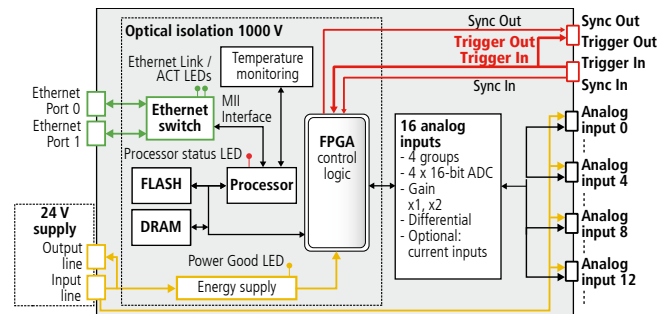 Optical isolation 1000 V
Ethernet Link /
ACT LEDs
Temperature
monitoring
Sync Out
Trigger Out
Trigger In
Sync In
Sync Out
Trigger Out
Trigger In
Sync In
Ethernet
Port 0
Ethernet
Port 1
Ethernet
switch
MII
Interface
Processor status LED
FLASH
Processor
DRAM
FPGA
control
logic
16 analog
inputs
- 4 groups
- 4 x 16-bit ADC
- Gain
x1, x2
- Differential
- Optional:
current inputs
Analog
input 0
Analog
input 4
Analog
input 8
Analog
input 12
24 V
supply
Output
line
Input
line
Power Good LED
Energy supply